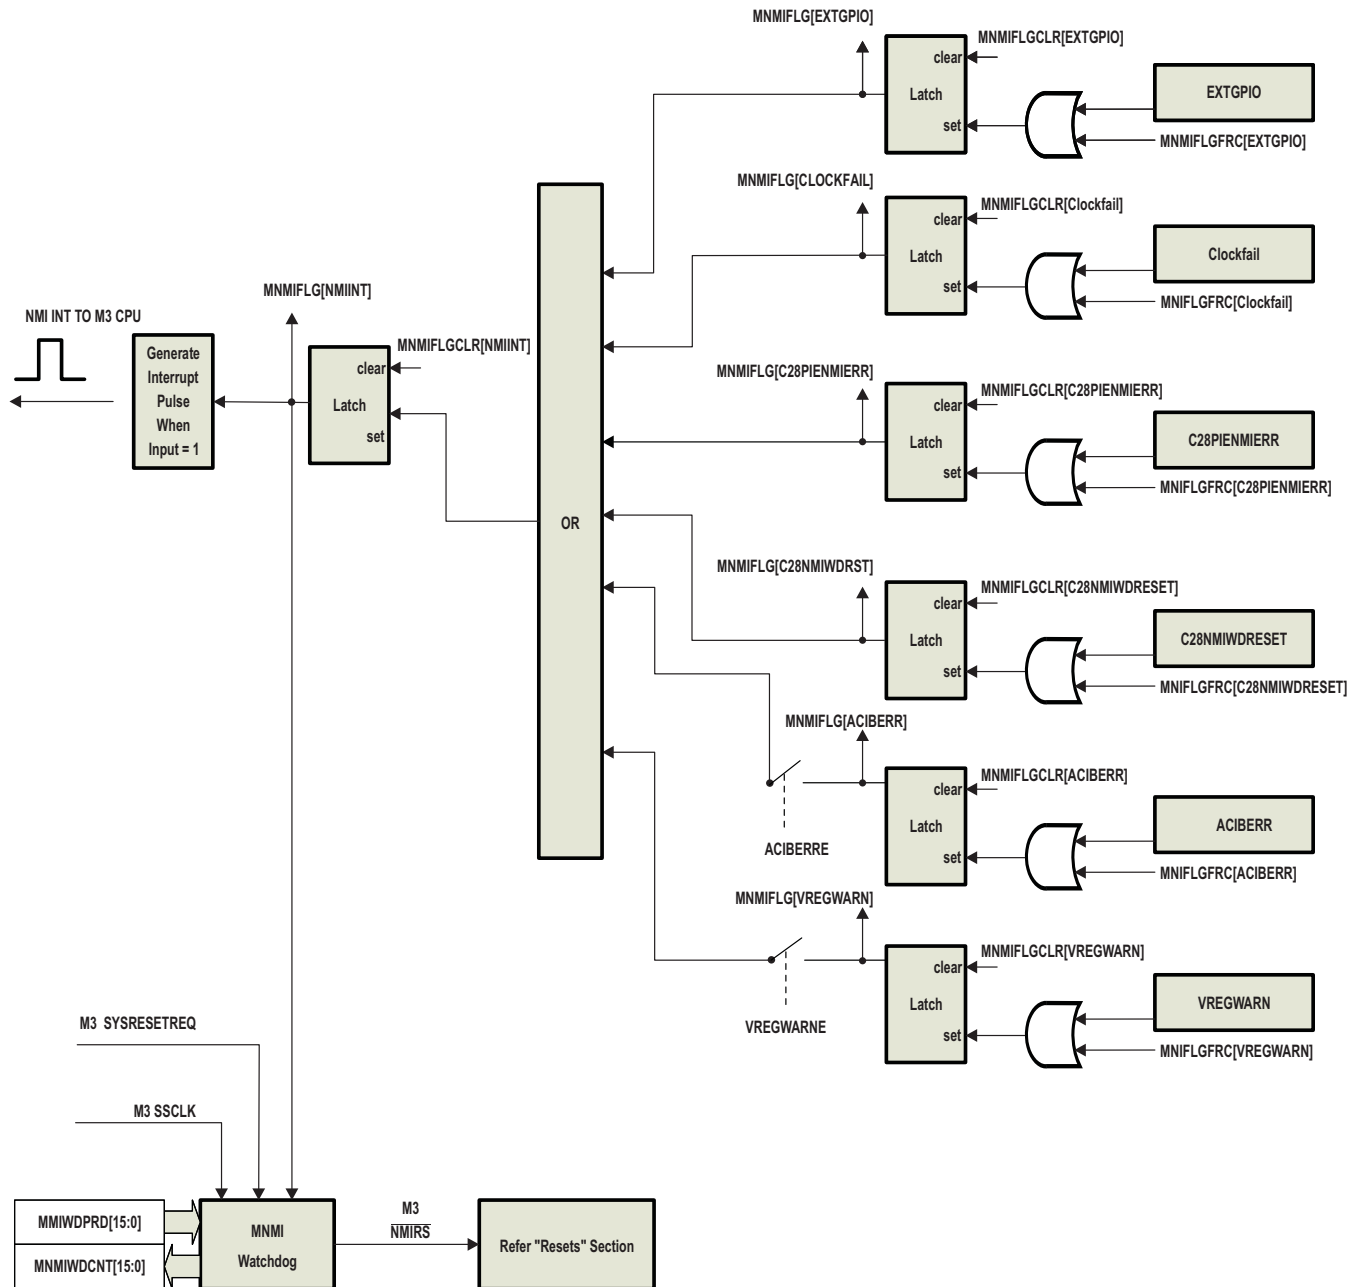 MNMIFLG[EXTGPIO]
MNMIFLGCLR[EXTGPIO]
clear
Latch
set
EXTGPIO
MNMIFLGFRC[EXTGPIO]
MNMIFLG[CLOCKFAIL]
MNMIFLGCLR[Clockfail]
clear
Latch
set
Clockfail
MNIFLGFRC[Clockfail]
MNMIFLG[NMIINT]
NMI INT TO M3 CPU
Generate
Interrupt
Pulse
When
Input = 1
MNMIFLGCLR[NMIINT]
clear
Latch
set
MNMIFLG[C28PIENMIERR]
MNMIFLGCLR[C28PIENMIERR]
clear
Latch
set
C28PIENMIERR
MNIFLGFRC[C28PIENMIERR]
OR
MNMIFLG[C28NMIWDRST]
MNMIFLGCLR[C28NMIWDRESET]
clear
Latch
set
C28NMIWDRESET
MNIFLGFRC[C28NMIWDRESET]
MNMIFLG[ACIBERR]
MNMIFLGCLR[ACIBERR]
clear
Latch
set
ACIBERR
MNIFLGFRC[ACIBERR]
ACIBERRE
MNMIFLG[VREGWARN]
MNMIFLGCLR[VREGWARN]
clear
Latch
set
VREGWARN
MNIFLGFRC[VREGWARN]
VREGWARNE
M3 SYSRESETREQ
M3 SSCLK
MMIWDPRD[15:0]
MNMIWDCNT[15:0]
MNMI
Watchdog
M3
NMIRS
Refer "Resets" Section